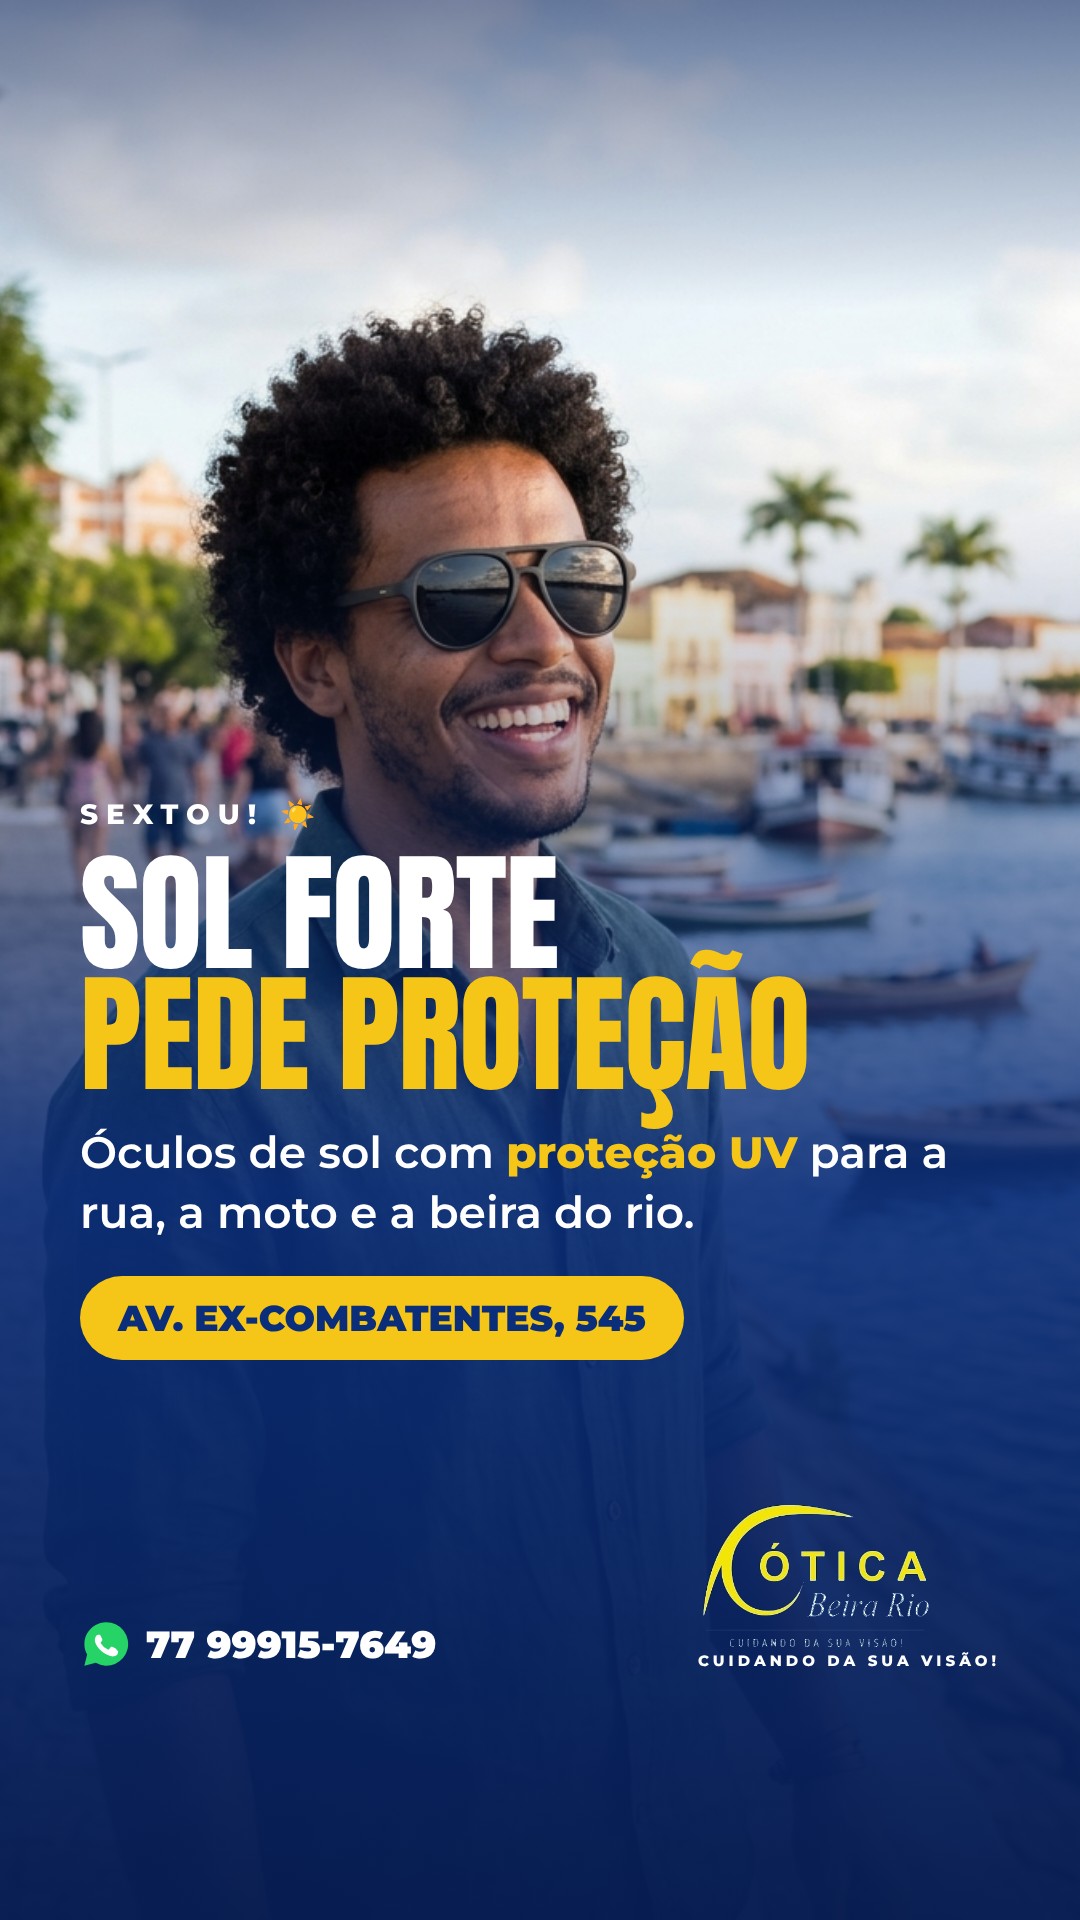 SEXTOU! ☀️
SOL FORTE
PEDE PROTEÇÃO
Óculos de sol com proteção UV para a
rua, a moto e a beira do rio.
AV. EX-COMBATENTES, 545
ÓTICA
Beira Rio
CUIDANDO DA SUA VISÃO!
CUIDANDO DA SUA VISÃO!
77 99915-7649